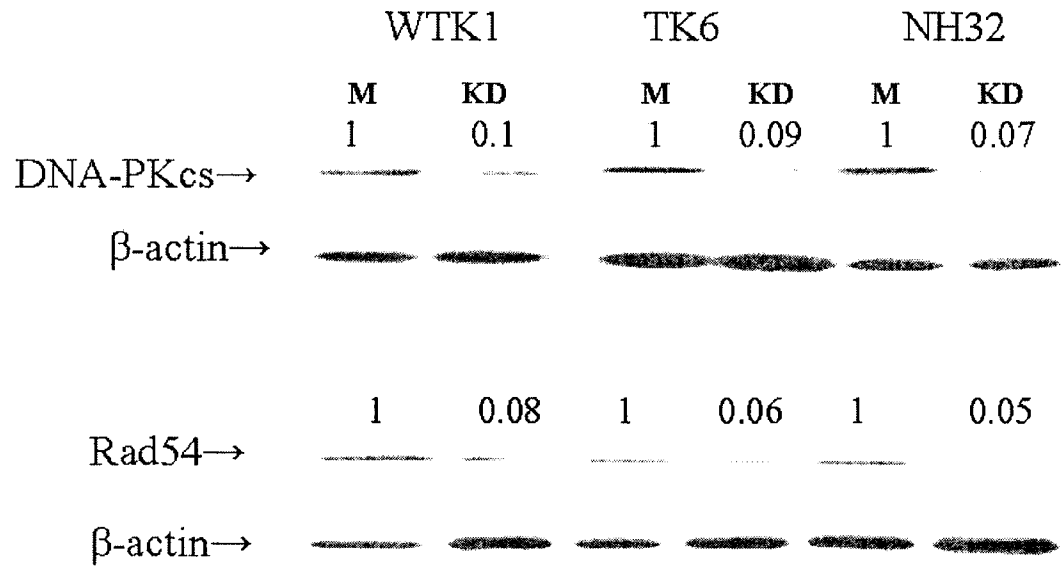 WTK1 TK6 NH32
M KD M KD M KD
1 0.1 1 0.09 1 0.07
DNA-PKcs→
β-actin→
1 0.08 1 0.06 1 0.05
Rad54→
β-actin→